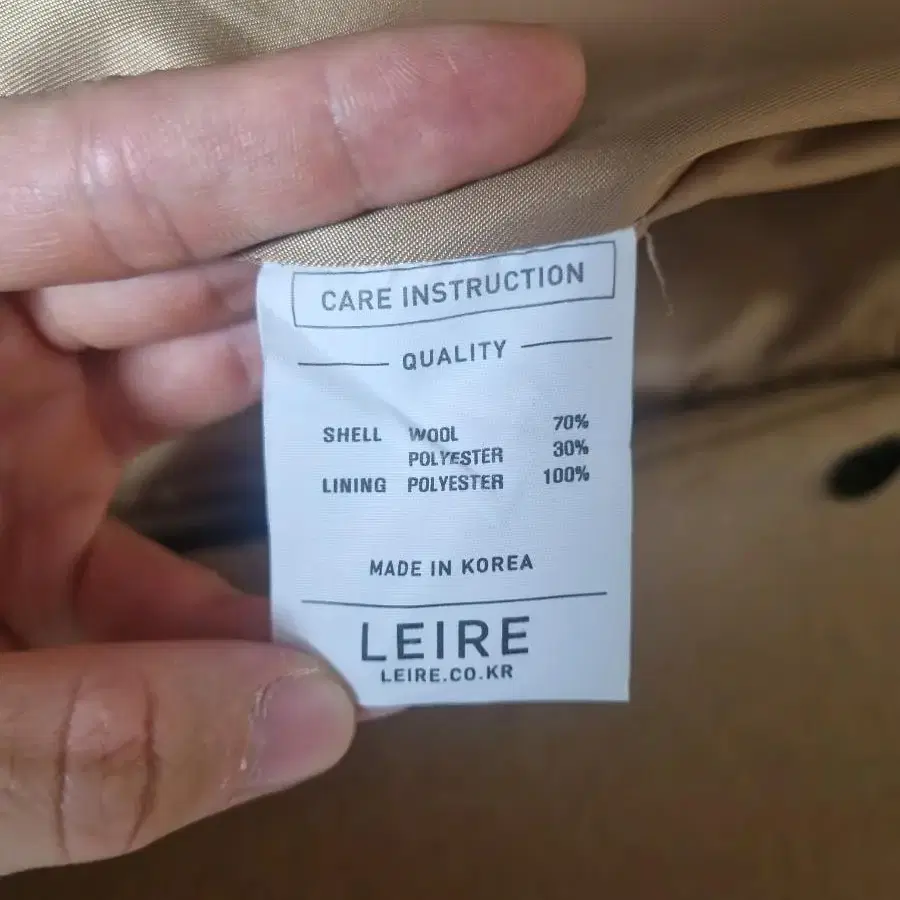 CARE INSTRUCTION
QUALITY
SHELL WOOL 70%
POLYESTER 30%
LINING POLYESTER 100%
MADE IN KOREA
LEIRE
LEIRE.CO.KR